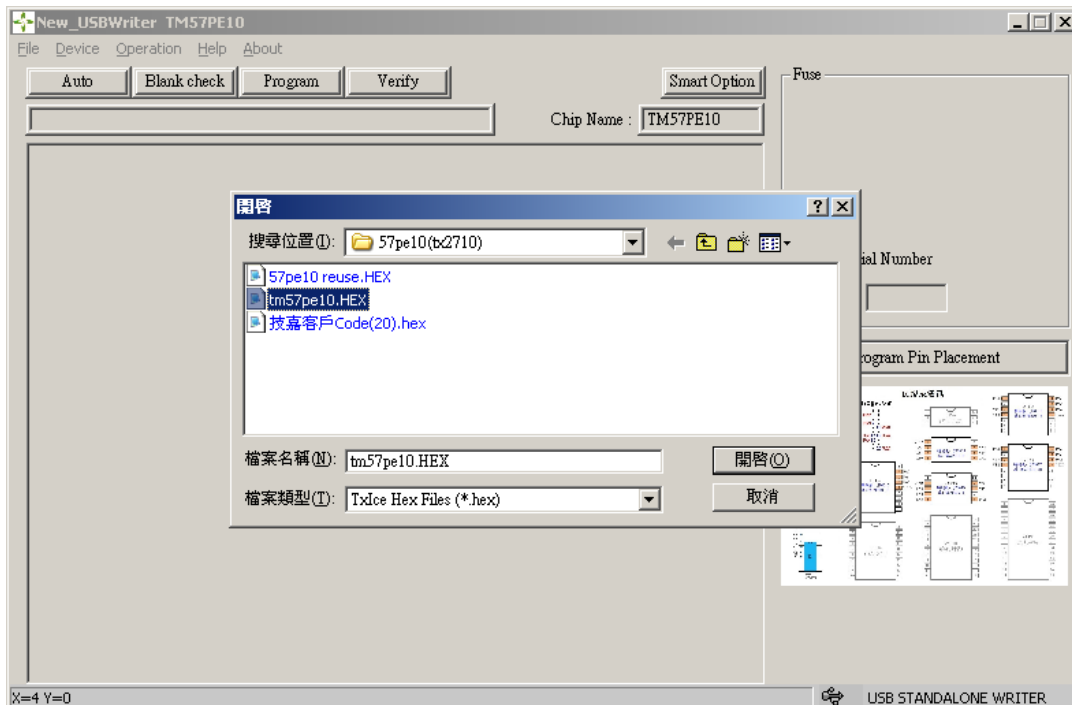 New_USBWriter TM57PE10
File Device Operation Help About
Auto Blank check Program Verify Smart Option
Fuse
Chip Name : TM57PE10
開啓
搜尋位置(I): 57pe10(tx2710)
57pe10 reuse.HEX
tm57pe10.HEX
技嘉客戶Code(20).hex
檔案名稱(N): tm57pe10.HEX 開啓(O)
檔案類型(T): TxIce Hex Files (*.hex) 取消
ial Number
rogram Pin Placement
X=4 Y=0 USB STANDALONE WRITER